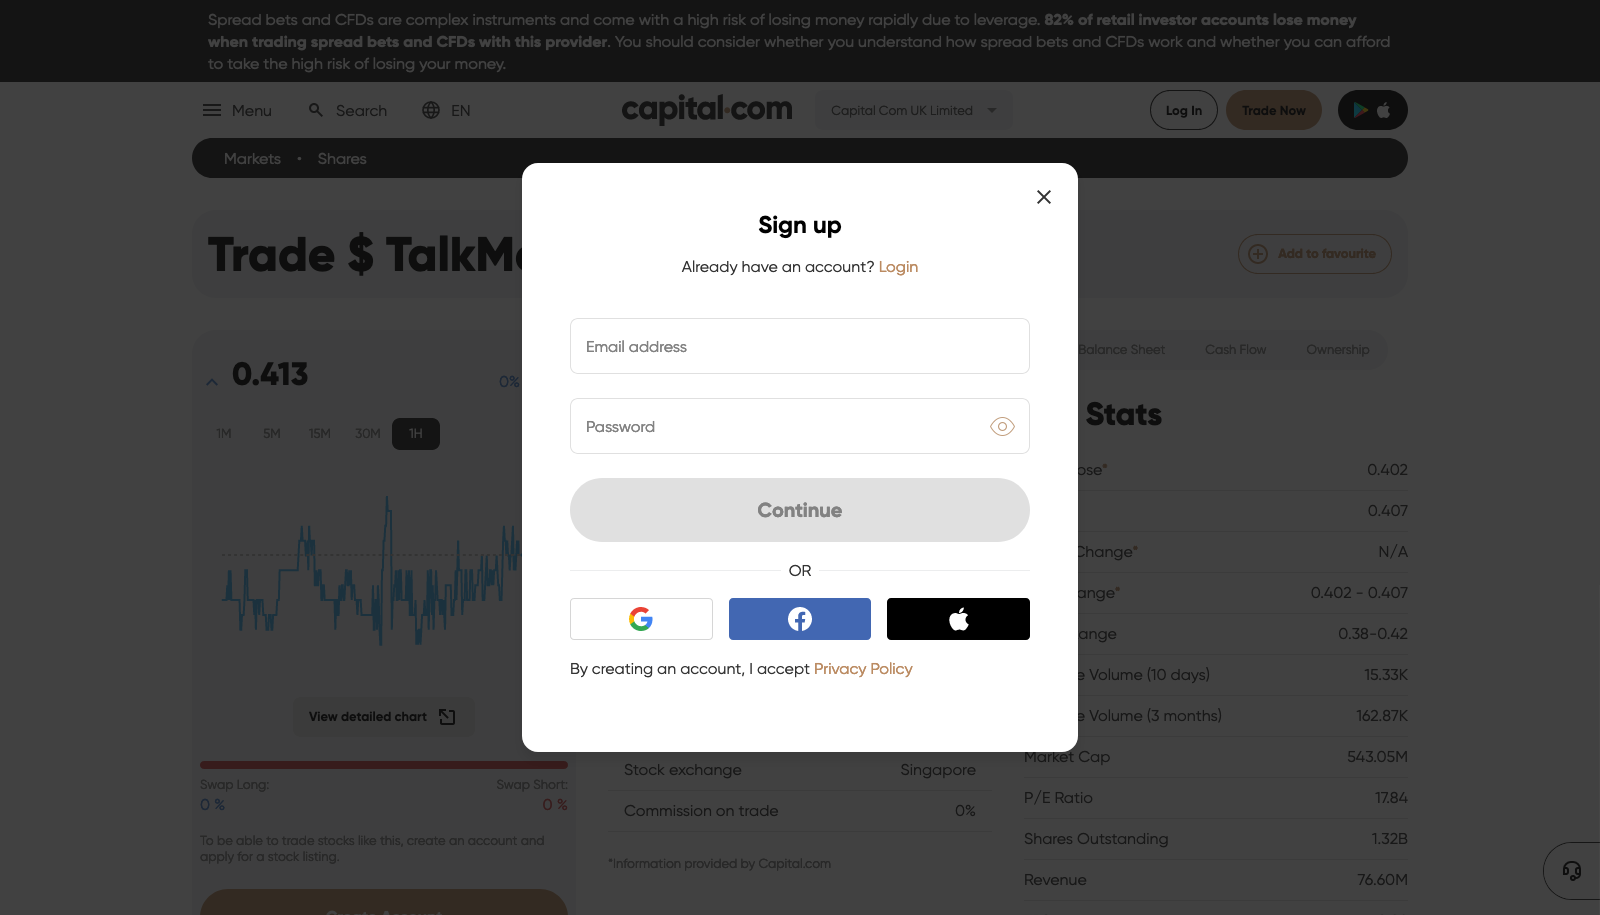 Spread bets and CFDs are complex instruments and come with a high risk of losing money rapidly due to leverage. 82% of retail investor accounts lose money
when trading spread bets and CFDs with this provider. You should consider whether you understand how spread bets and CFDs work and whether you can afford
to take the high risk of losing your money.
Menu Search EN capital.com Capital Com UK Limited Log In Trade Now
Markets • Shares
Sign up
Already have an account? Login
Trade $ Add to favourite
Email address
Password
Continue
OR
By creating an account, I accept Privacy Policy
0.413 0%
1M 5M 15M 30M 1H
View detailed chart
Swap Long: Swap Short:
0 % 0 %
To be able to trade stocks like this, create an account and
apply for a stock listing.
Create Account
Stock exchange Singapore
Commission on trade 0%
*Information provided by Capital.com
Balance Sheet Cash Flow Ownership
Stats
0.402
0.407
Change* N/A
0.402 - 0.407
0.38-0.42
Volume (10 days) 15.33K
Volume (3 months) 162.87K
Market Cap 543.05M
P/E Ratio 17.84
Shares Outstanding 1.32B
Revenue 76.60M